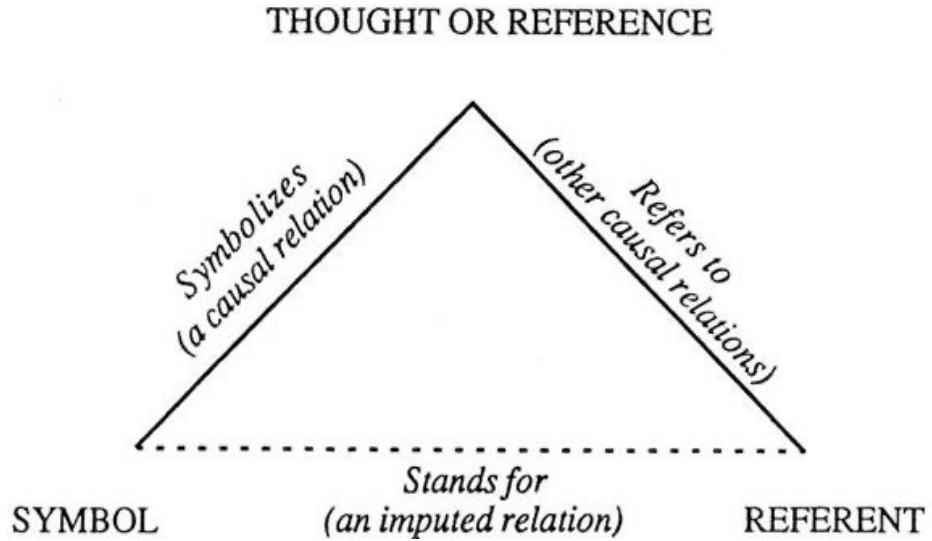 THOUGHT OR REFERENCE
Symbolizes
(a causal relation)
Refers to
(other causal relations)
Stands for
(an imputed relation)
SYMBOL
REFERENT